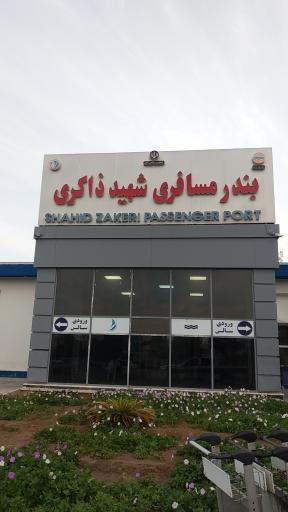 بندر مسافری شهید ذاکری
SHAHID ZAKERI PASSENGER PORT
ورودی
سالن
ورودی
سالن